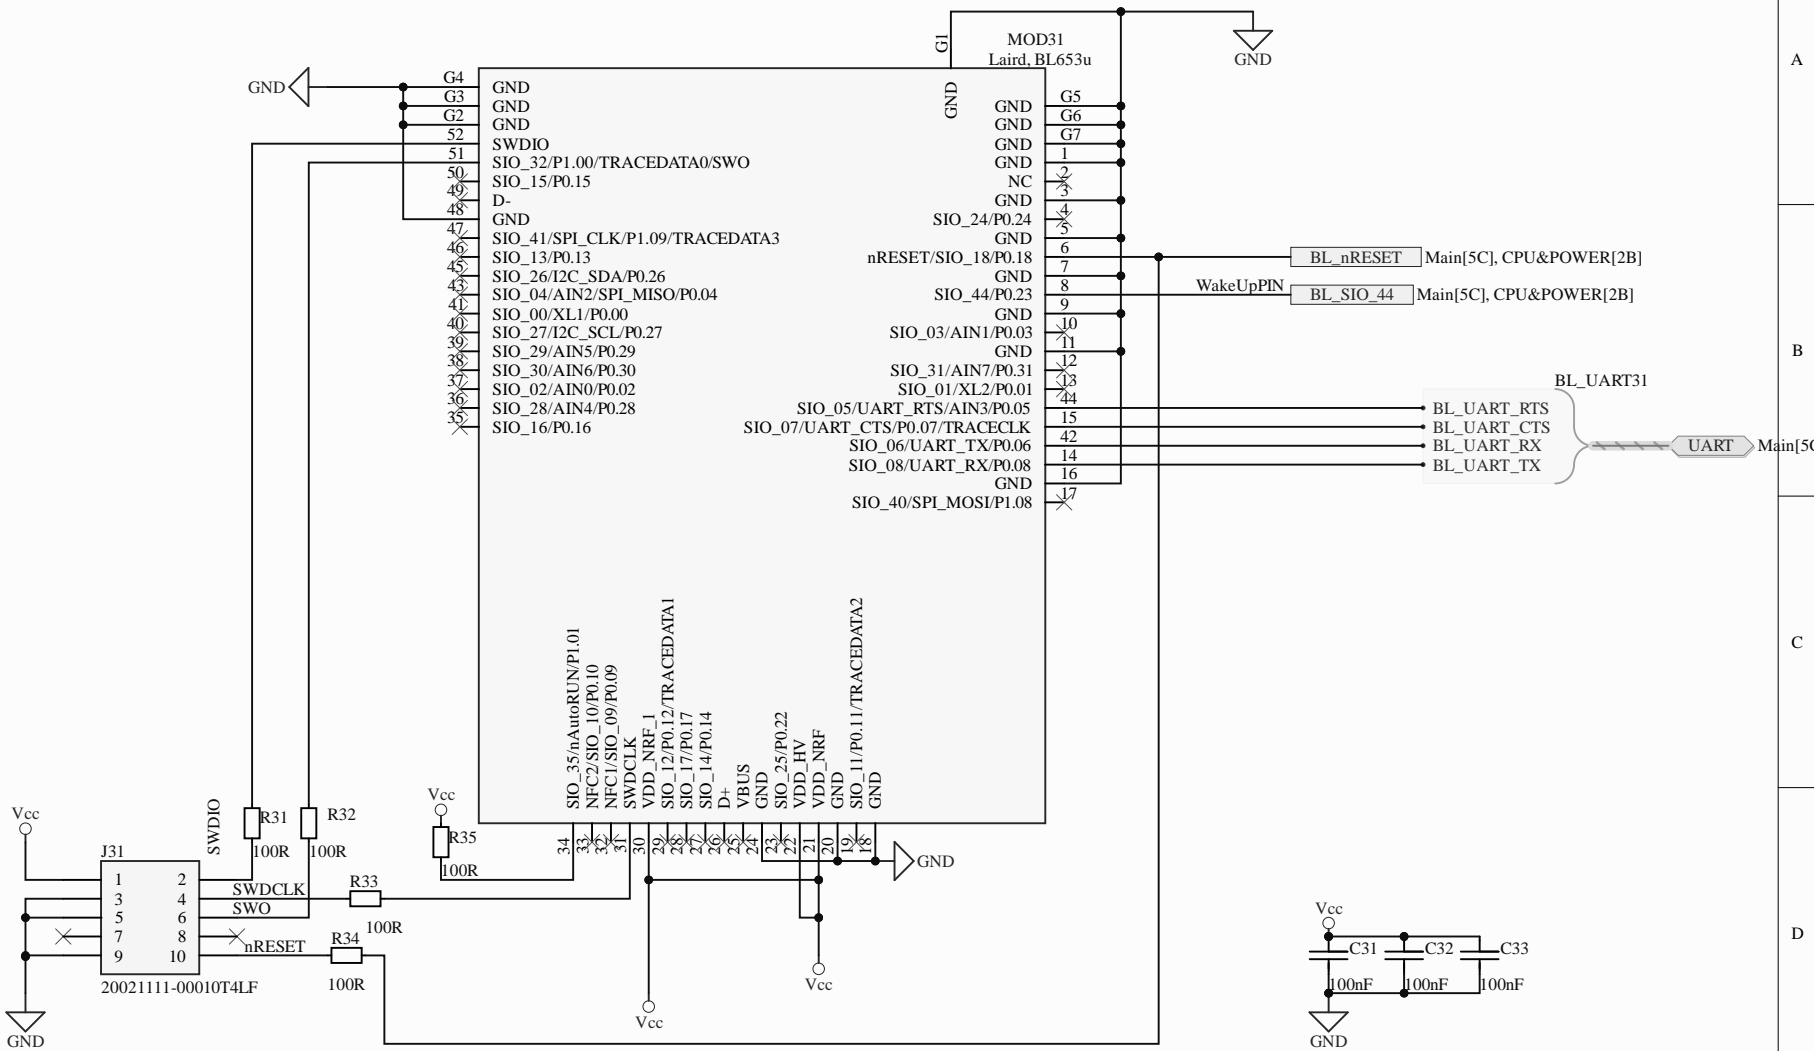 A
B
C
D
MOD31
Laird, BL653u
GND
G1
GND
GND
G4 GND
G3 GND
G2 GND
52 SWDIO
51 SIO_32/P1.00/TRACEDATA0/SWO
50 SIO_15/P0.15
49 D-
48 GND
47 SIO_41/SPI_CLK/P1.09/TRACEDATA3
46 SIO_13/P0.13
45 SIO_26/I2C_SDA/P0.26
43 SIO_04/AIN2/SPI_MISO/P0.04
41 SIO_00/XL1/P0.00
40 SIO_27/I2C_SCL/P0.27
39 SIO_29/AIN5/P0.29
38 SIO_30/AIN6/P0.30
37 SIO_02/AIN0/P0.02
36 SIO_28/AIN4/P0.28
35 SIO_16/P0.16
GND G5
GND G6
GND G7
GND 1
NC 2
GND 3
SIO_24/P0.24 4
GND 5
nRESET/SIO_18/P0.18 6
GND 7
SIO_44/P0.23 8
GND 9
SIO_03/AIN1/P0.03 10
GND 11
SIO_31/AIN7/P0.31 12
SIO_01/XL2/P0.01 13
SIO_05/UART_RTS/AIN3/P0.05 44
SIO_07/UART_CTS/P0.07/TRACECLK 15
SIO_06/UART_TX/P0.06 42
SIO_08/UART_RX/P0.08 14
GND 16
SIO_40/SPI_MOSI/P1.08 17
BL_nRESET Main[5C], CPU&POWER[2B]
WakeUpPIN BL_SIO_44 Main[5C], CPU&POWER[2B]
BL_UART31
BL_UART_RTS
BL_UART_CTS
BL_UART_RX
BL_UART_TX
UART Main[5C
SIO_35/nAutoRUN/P1.01 34
NFC2/SIO_10/P0.10 33
NFC1/SIO_09/P0.09 32
SWDCLK 31
VDD_NRF_1 30
SIO_12/P0.12/TRACEDATA1 29
SIO_17/P0.17 28
SIO_14/P0.14 27
D+ 26
VBUS 25
GND 24
SIO_25/P0.22 23
VDD_HV 22
VDD_NRF 21
GND 20
SIO_11/P0.11/TRACEDATA2 19
GND 18
GND
Vcc
Vcc
Vcc
R35
100R
Vcc
SWDIO
R31
100R
R32
100R
J31
1 2
3 4
5 6
7 8
9 10
SWDCLK
SWO
nRESET
R33
100R
R34
100R
20021111-00010T4LF
GND
Vcc
C31
100nF
C32
100nF
C33
100nF
GND